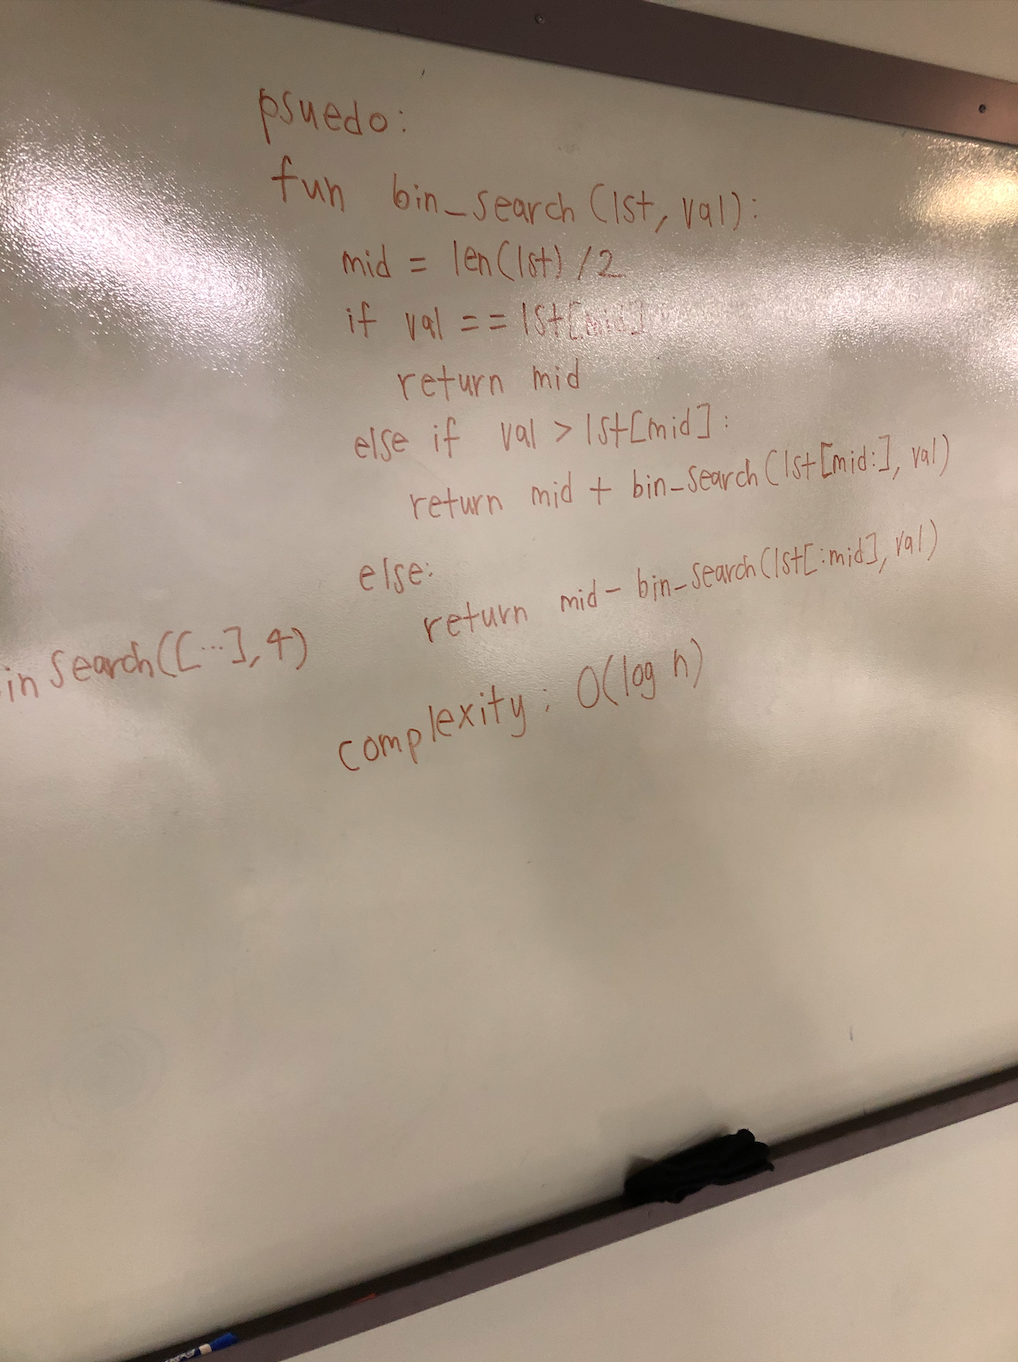 psuedo:
fun bin_search (lst, val):
mid = len(lst) /2
if val == lst[mid]
return mid
else if val > lst[mid]:
return mid + bin_search(lst[mid:], val)
else:
return mid - bin_search(lst[:mid], val)
in search([...], 4)
complexity: O(log n)